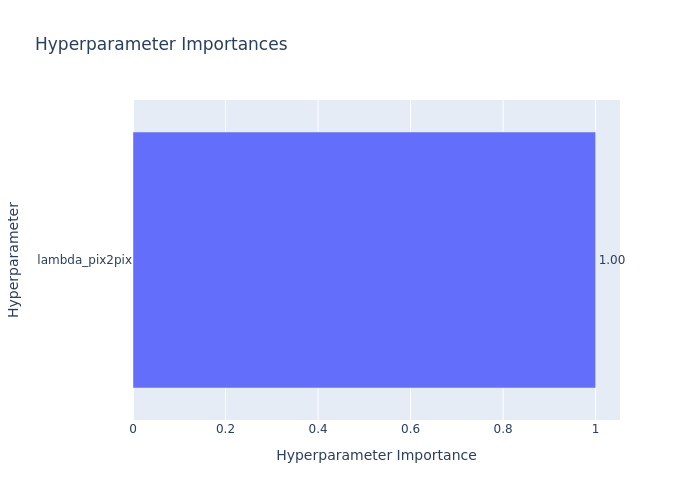 Hyperparameter Importances
Hyperparameter
lambda_pix2pix
1.00
0 0.2 0.4 0.6 0.8 1
Hyperparameter Importance